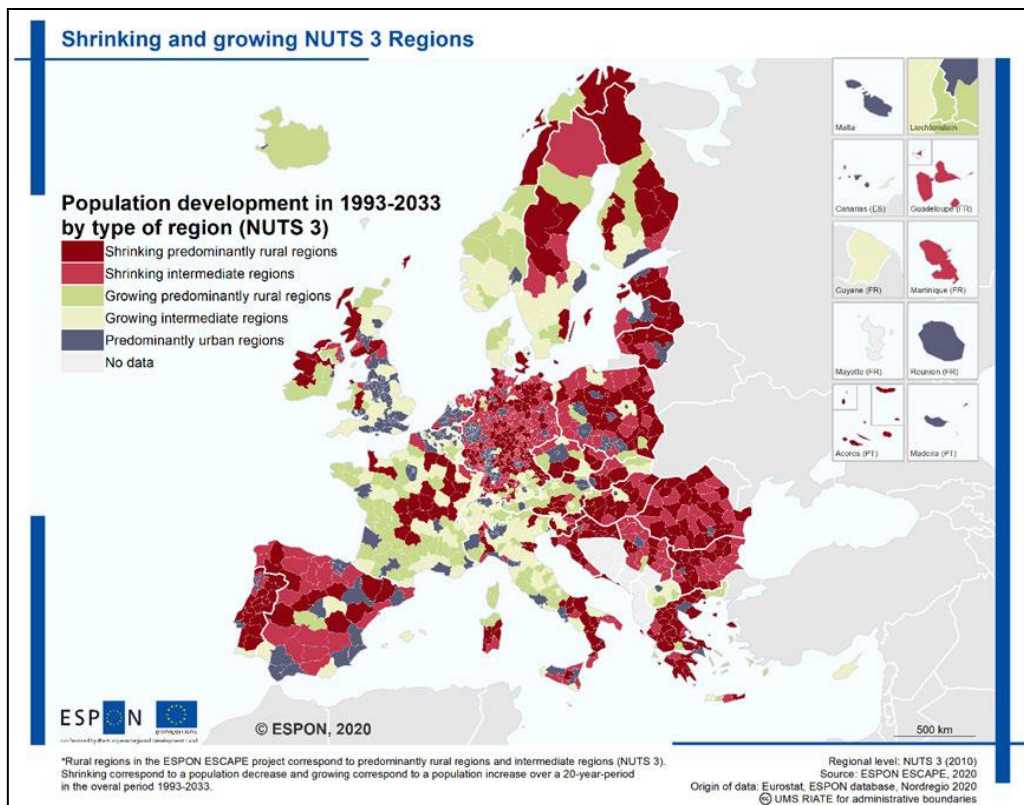 Shrinking and growing NUTS 3 Regions
Population development in 1993-2033
by type of region (NUTS 3)
Shrinking predominantly rural regions
Shrinking intermediate regions
Growing predominantly rural regions
Growing intermediate regions
Predominantly urban regions
No data
Malta
Liechtenstein
Canarias (ES)
Guadeloupe (FR)
Guyane (FR)
Martinique (FR)
Mayotte (FR)
Reunion (FR)
Acores (PT)
Madeira (PT)
ESPON
© ESPON, 2020
500 km
*Rural regions in the ESPON ESCAPE project correspond to predominantly rural regions and intermediate regions (NUTS 3).
Shrinking correspond to a population decrease and growing correspond to a population increase over a 20-year-period
in the overal period 1993-2033.
Regional level: NUTS 3 (2010)
Source: ESPON ESCAPE, 2020
Origin of data: Eurostat, ESPON database, Nordregio 2020
(cc) UMS RIATE for administrative boundaries